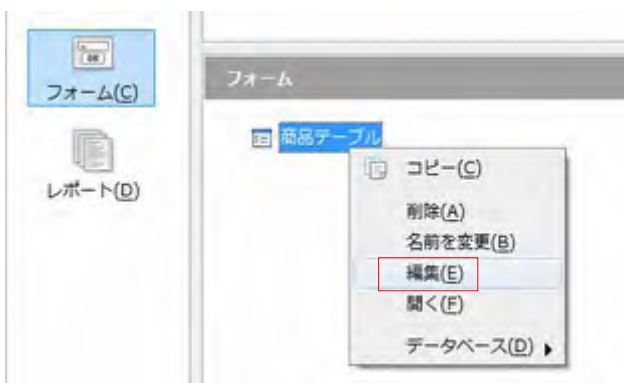 フォーム(C)
レポート(D)
フォーム
商品テーブル
コピー(C)
削除(A)
名前を変更(B)
編集(E)
開く(F)
データベース(D)